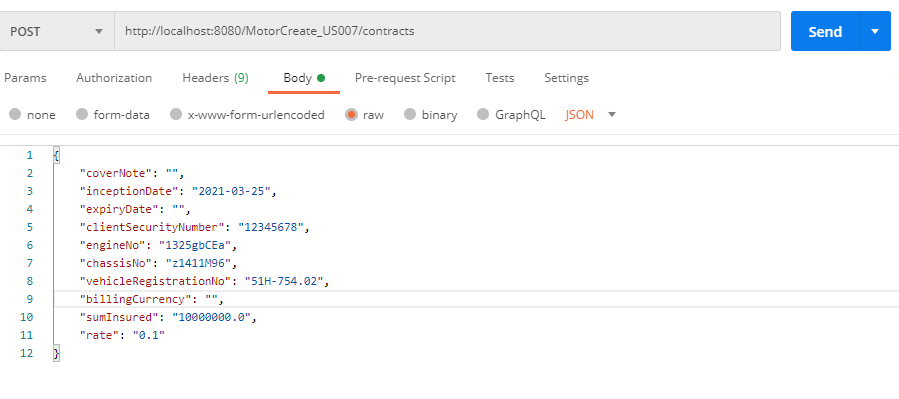 POST http://localhost:8080/MotorCreate_US007/contracts Send
Params Authorization Headers (9) Body Pre-request Script Tests Settings
none form-data x-www-form-urlencoded raw binary GraphQL JSON
1 {
2 "coverNote": "",
3 "inceptionDate": "2021-03-25",
4 "expiryDate": "",
5 "clientSecurityNumber": "12345678",
6 "engineNo": "1325gbCEa",
7 "chassisNo": "z1411M96",
8 "vehicleRegistrationNo": "51H-754.02",
9 "billingCurrency": "",
10 "sumInsured": "10000000.0",
11 "rate": "0.1"
12 }